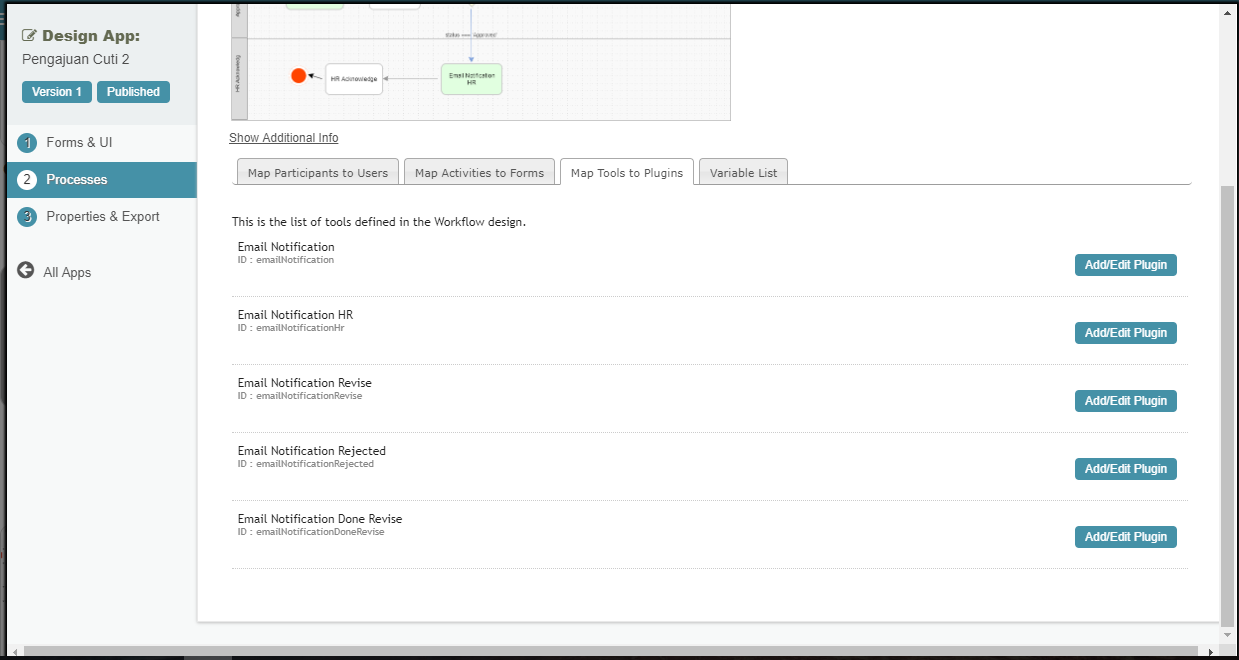 Design App:
Pengajuan Cuti 2
Version 1
Published
1 Forms & UI
2 Processes
3 Properties & Export
All Apps
HR Acknowledge
Email Notification
HR
Show Additional Info
Map Participants to Users
Map Activities to Forms
Map Tools to Plugins
Variable List
This is the list of tools defined in the Workflow design.
Email Notification
ID : emailNotification
Add/Edit Plugin
Email Notification HR
ID : emailNotificationHr
Add/Edit Plugin
Email Notification Revise
ID : emailNotificationRevise
Add/Edit Plugin
Email Notification Rejected
ID : emailNotificationRejected
Add/Edit Plugin
Email Notification Done Revise
ID : emailNotificationDoneRevise
Add/Edit Plugin